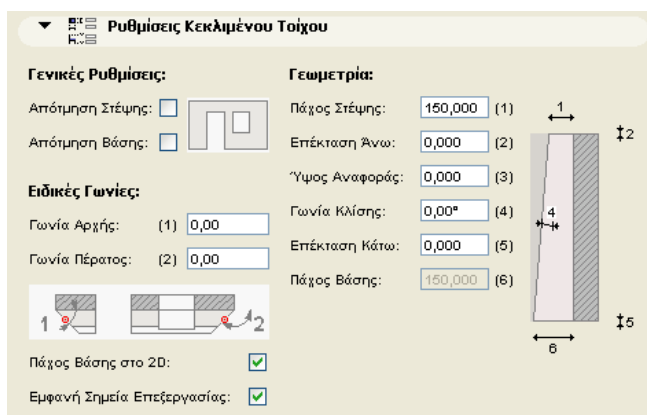 Ρυθμίσεις Κεκλιμένου Τοίχου
Γενικές Ρυθμίσεις:
Απότμηση Στέψης:
Απότμηση Βάσης:
Ειδικές Γωνίες:
Γωνία Αρχής: (1) 0,00
Γωνία Πέρατος: (2) 0,00
1 2
Πάχος Βάσης στο 2D:
Εμφανή Σημεία Επεξεργασίας:
Γεωμετρία:
Πάχος Στέψης: 150,000 (1)
Επέκταση Άνω: 0,000 (2)
Ύψος Αναφοράς: 0,000 (3)
Γωνία Κλίσης: 0,00° (4)
Επέκταση Κάτω: 0,000 (5)
Πάχος Βάσης: 150,000 (6)
1
2
4
5
6